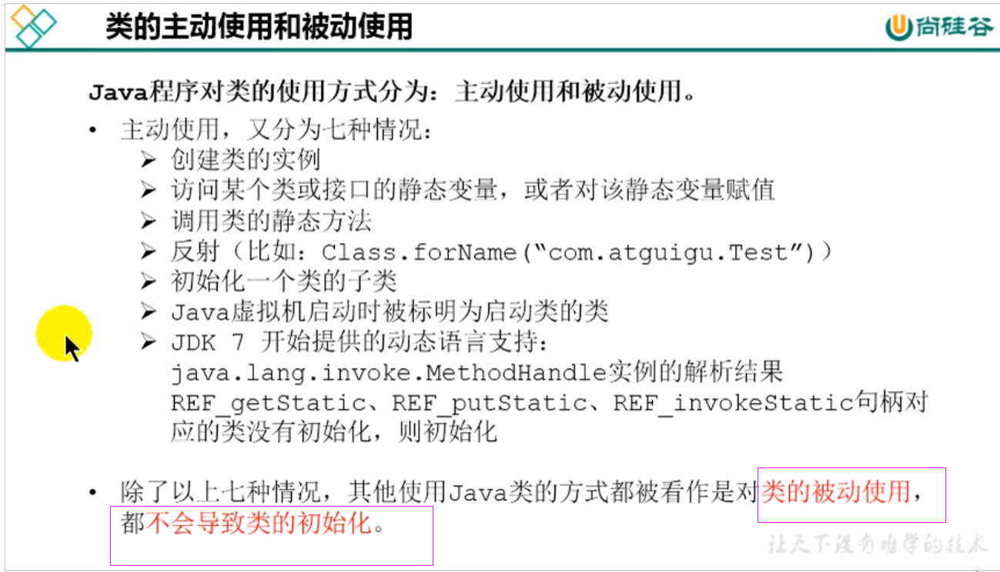 类的主动使用和被动使用
尚硅谷
Java程序对类的使用方式分为：主动使用和被动使用。
• 主动使用，又分为七种情况：
➢ 创建类的实例
➢ 访问某个类或接口的静态变量，或者对该静态变量赋值
➢ 调用类的静态方法
➢ 反射（比如：Class.forName(“com.atguigu.Test”)）
➢ 初始化一个类的子类
➢ Java虚拟机启动时被标明为启动类的类
➢ JDK 7 开始提供的动态语言支持：
java.lang.invoke.MethodHandle实例的解析结果
REF_getStatic、REF_putStatic、REF_invokeStatic句柄对
应的类没有初始化，则初始化
• 除了以上七种情况，其他使用Java类的方式都被看作是对类的被动使用，
都不会导致类的初始化。
让天下没有难学的技术